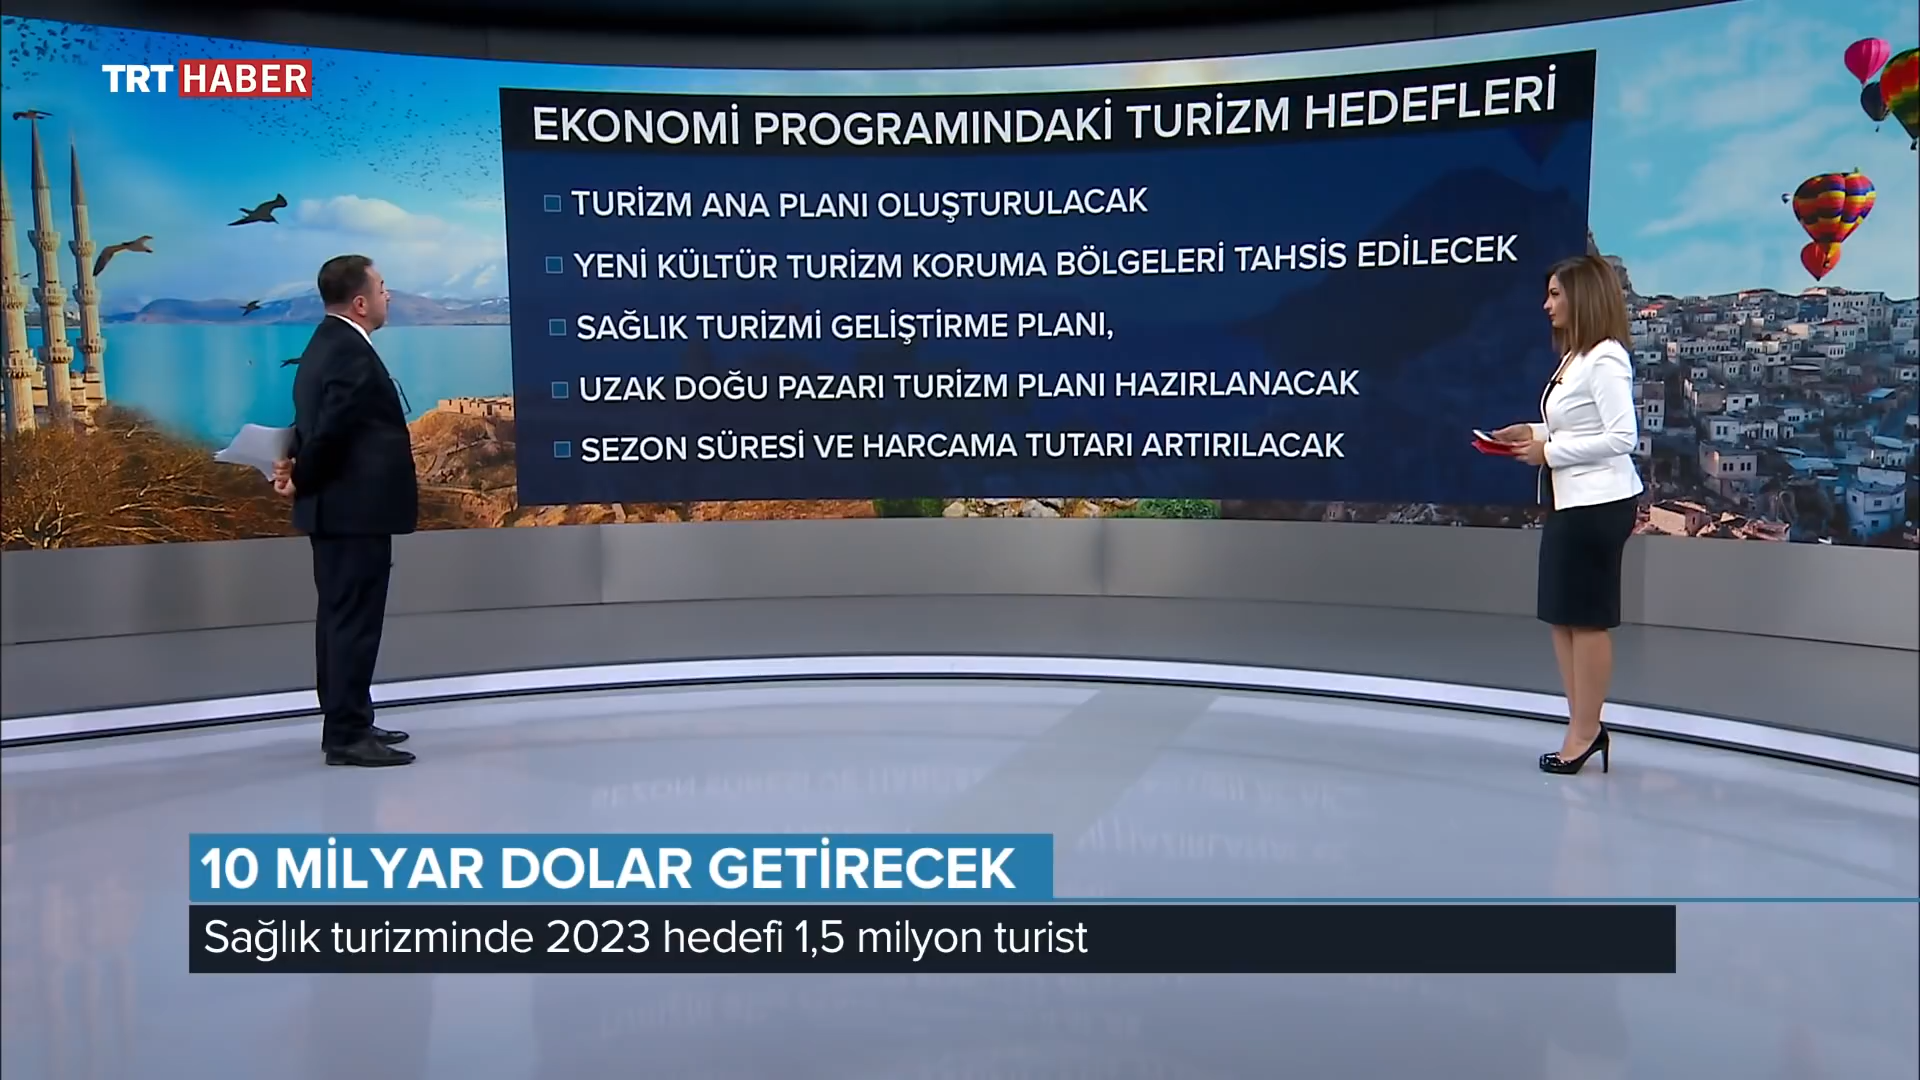 TRT HABER
EKONOMİ PROGRAMINDAKİ TURİZM HEDEFLERİ
TURİZM ANA PLANI OLUŞTURULACAK
YENİ KÜLTÜR TURİZM KORUMA BÖLGELERİ TAHSİS EDİLECEK
SAĞLIK TURİZMİ GELİŞTİRME PLANI,
UZAK DOĞU PAZARI TURİZM PLANI HAZIRLANACAK
SEZON SÜRESİ VE HARCAMA TUTARI ARTIRILACAK
10 MİLYAR DOLAR GETİRECEK
Sağlık turizminde 2023 hedefi 1,5 milyon turist